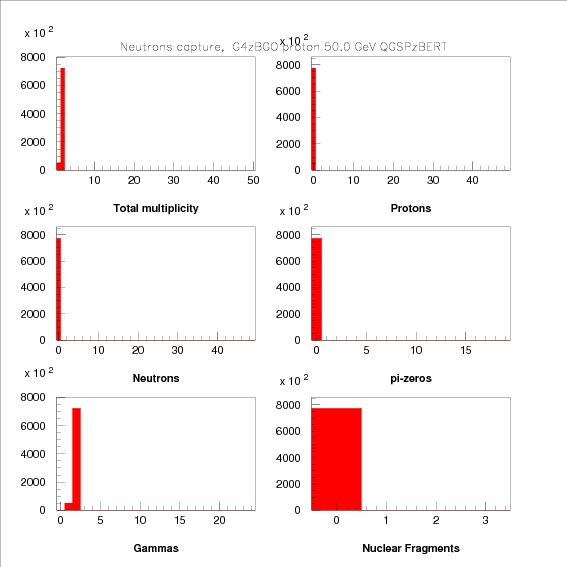 Neutrons capture, G4zBGO proton 50.0 GeV QGSPzBERT
x 10 2
8000
6000
4000
2000
0
10 20 30 40 50
Total multiplicity
x 10 2
8000
6000
4000
2000
0
0 10 20 30 40
Protons
x 10 2
8000
6000
4000
2000
0
0 10 20 30 40
Neutrons
x 10 2
8000
6000
4000
2000
0
0 5 10 15
pi-zeros
x 10 2
8000
6000
4000
2000
0
0 5 10 15 20
Gammas
x 10 2
8000
6000
4000
2000
0
0 1 2 3
Nuclear Fragments